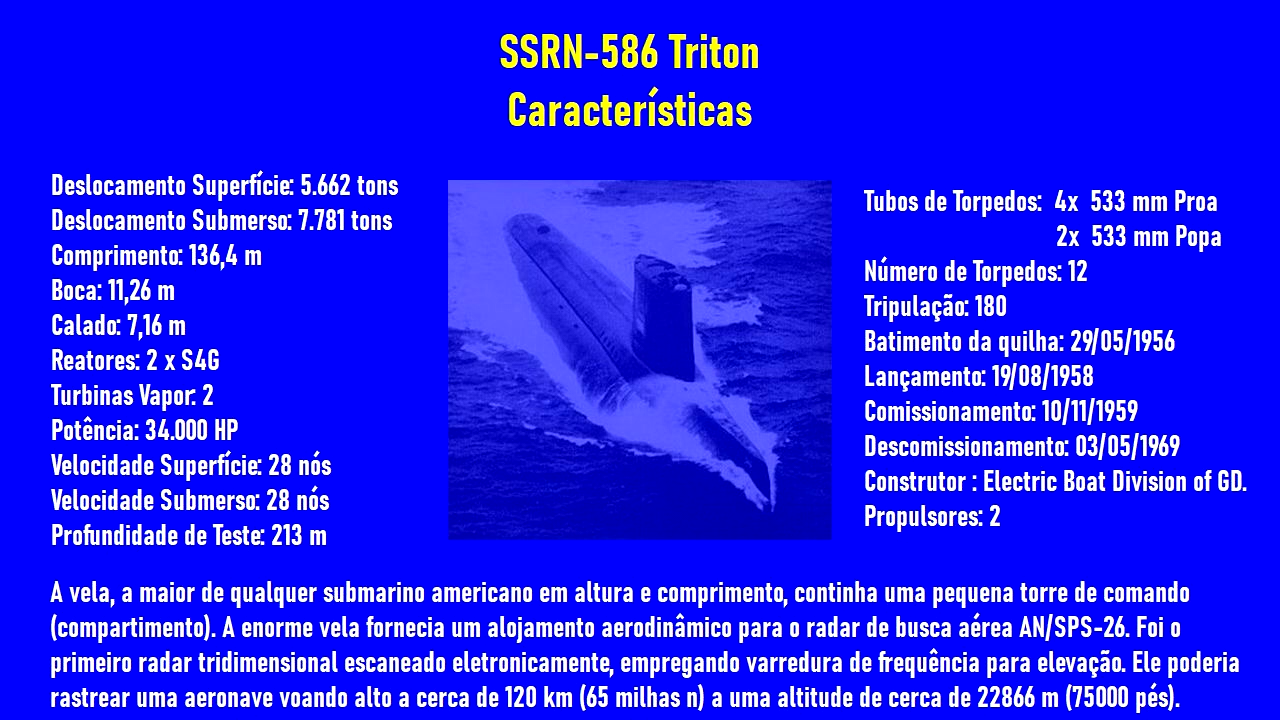 SSRN-586 Triton
Características
Deslocamento Superfície: 5.662 tons
Deslocamento Submerso: 7.781 tons
Comprimento: 136,4 m
Boca: 11,26 m
Calado: 7,16 m
Reatores: 2 x S4G
Turbinas Vapor: 2
Potência: 34.000 HP
Velocidade Superfície: 28 nós
Velocidade Submerso: 28 nós
Profundidade de Teste: 213 m
Tubos de Torpedos: 4x 533 mm Proa
2x 533 mm Popa
Número de Torpedos: 12
Tripulação: 180
Batimento da quilha: 29/05/1956
Lançamento: 19/08/1958
Comissionamento: 10/11/1959
Descomissionamento: 03/05/1969
Construtor : Electric Boat Division of GD.
Propulsores: 2
A vela, a maior de qualquer submarino americano em altura e comprimento, continha uma pequena torre de comando
(compartimento). A enorme vela fornecia um alojamento aerodinâmico para o radar de busca aérea AN/SPS-26. Foi o
primeiro radar tridimensional escaneado eletronicamente, empregando varredura de frequência para elevação. Ele poderia
rastrear uma aeronave voando alto a cerca de 120 km (65 milhas n) a uma altitude de cerca de 22866 m (75000 pés).